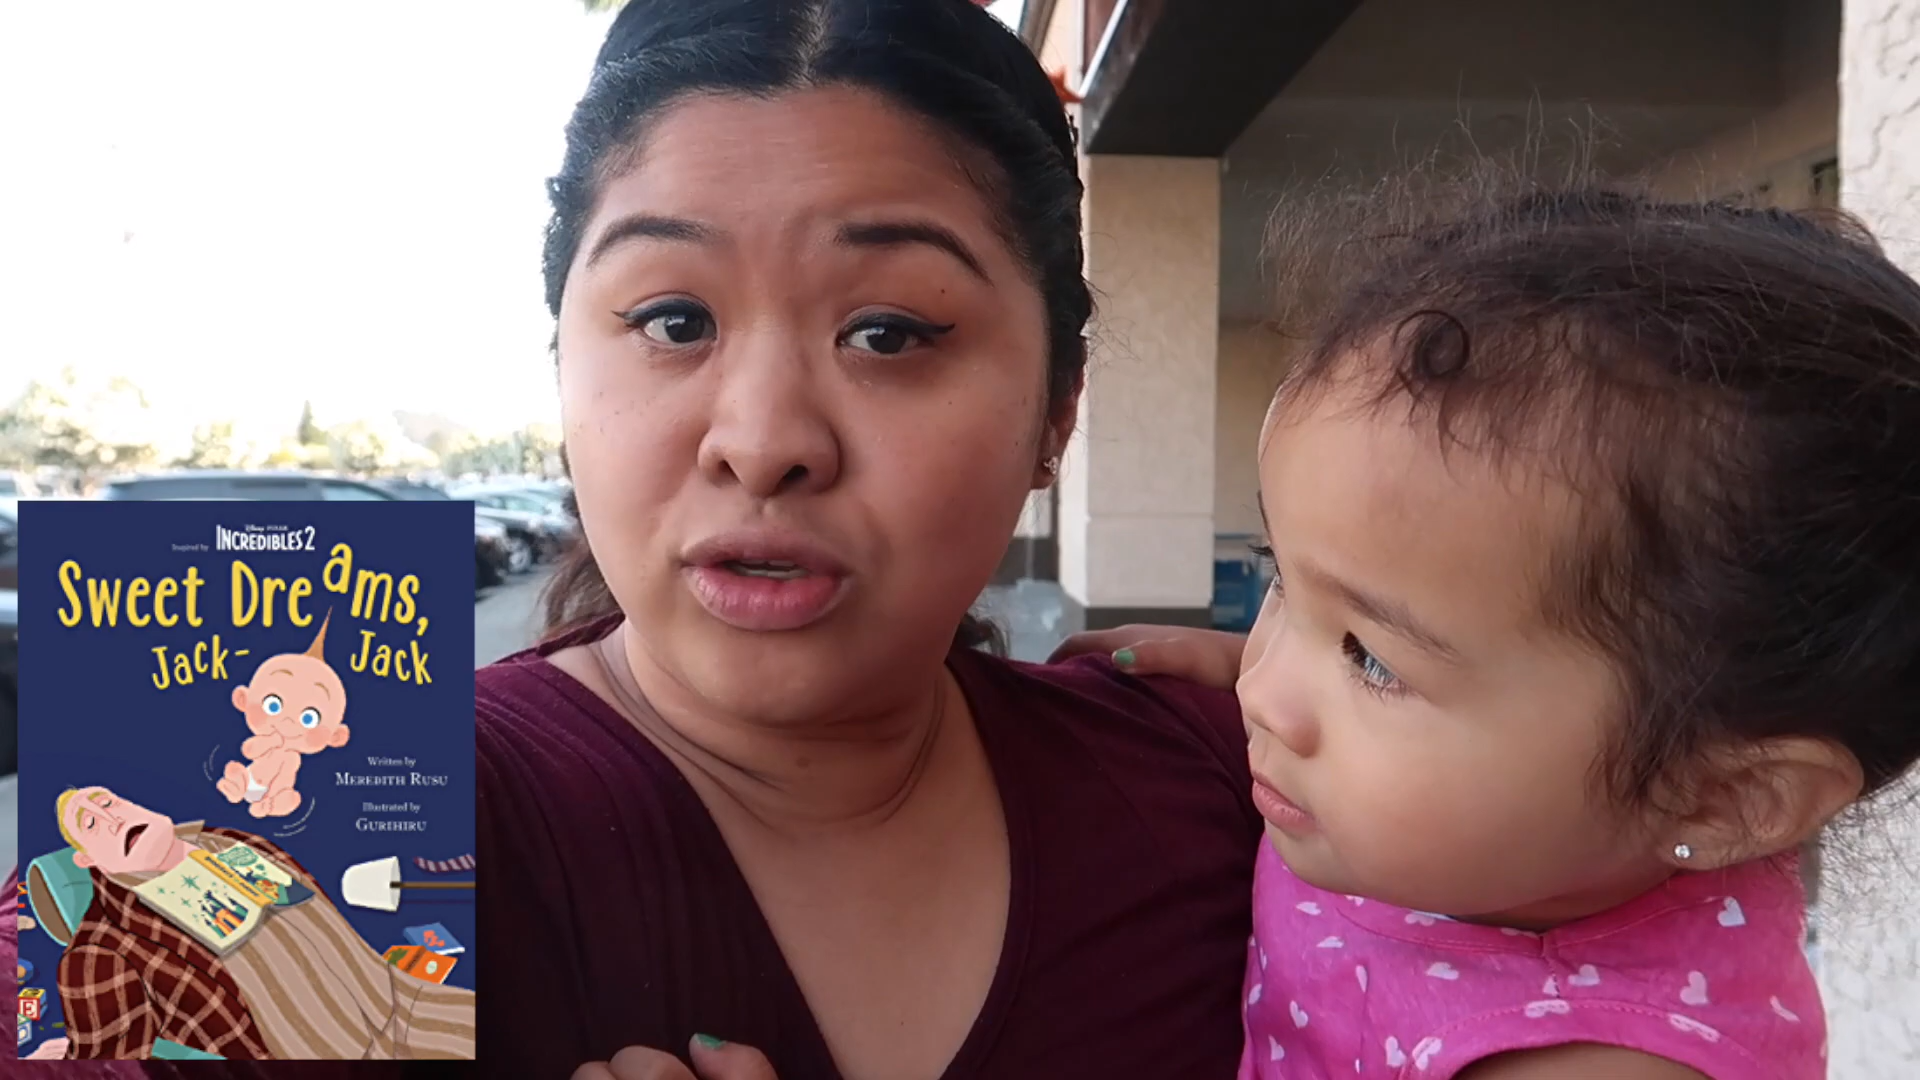 Disney PIXAR
Inspired by INCREDIBLES 2
Sweet Dreams,
Jack-Jack
Written by
MEREDITH RUSU
Illustrated by
GURIHIRU
E